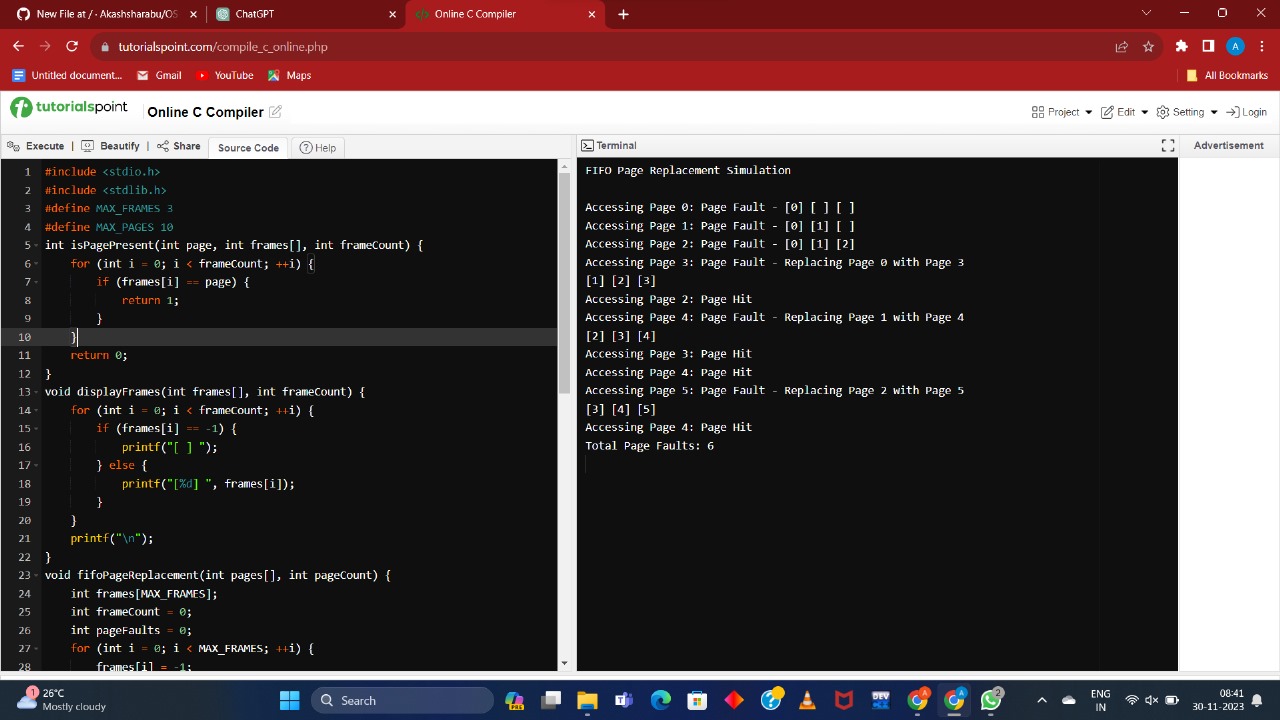 New File at / · Akashsharabu/OS
ChatGPT
Online C Compiler
tutorialspoint.com/compile_c_online.php
A
Untitled document...
Gmail
YouTube
Maps
All Bookmarks
tutorialspoint
Online C Compiler
Project
Edit
Setting
Login
Execute | Beautify | Share
Source Code
Help
Terminal
Advertisement
1 #include <stdio.h>
2 #include <stdlib.h>
3 #define MAX_FRAMES 3
4 #define MAX_PAGES 10
5 int isPagePresent(int page, int frames[], int frameCount) {
6 for (int i = 0; i < frameCount; ++i) {
7 if (frames[i] == page) {
8 return 1;
9 }
10 }
11 return 0;
12 }
13 void displayFrames(int frames[], int frameCount) {
14 for (int i = 0; i < frameCount; ++i) {
15 if (frames[i] == -1) {
16 printf("[ ] ");
17 } else {
18 printf("[%d] ", frames[i]);
19 }
20 }
21 printf("\n");
22 }
23 void fifoPageReplacement(int pages[], int pageCount) {
24 int frames[MAX_FRAMES];
25 int frameCount = 0;
26 int pageFaults = 0;
27 for (int i = 0; i < MAX_FRAMES; ++i) {
28 frames[i] = -1;
FIFO Page Replacement Simulation
Accessing Page 0: Page Fault - [0] [ ] [ ]
Accessing Page 1: Page Fault - [0] [1] [ ]
Accessing Page 2: Page Fault - [0] [1] [2]
Accessing Page 3: Page Fault - Replacing Page 0 with Page 3
[1] [2] [3]
Accessing Page 2: Page Hit
Accessing Page 4: Page Fault - Replacing Page 1 with Page 4
[2] [3] [4]
Accessing Page 3: Page Hit
Accessing Page 4: Page Hit
Accessing Page 5: Page Fault - Replacing Page 2 with Page 5
[3] [4] [5]
Accessing Page 4: Page Hit
Total Page Faults: 6
1
26°C
Mostly cloudy
Search
PRE
DEV
A
A
2
ENG
IN
08:41
30-11-2023